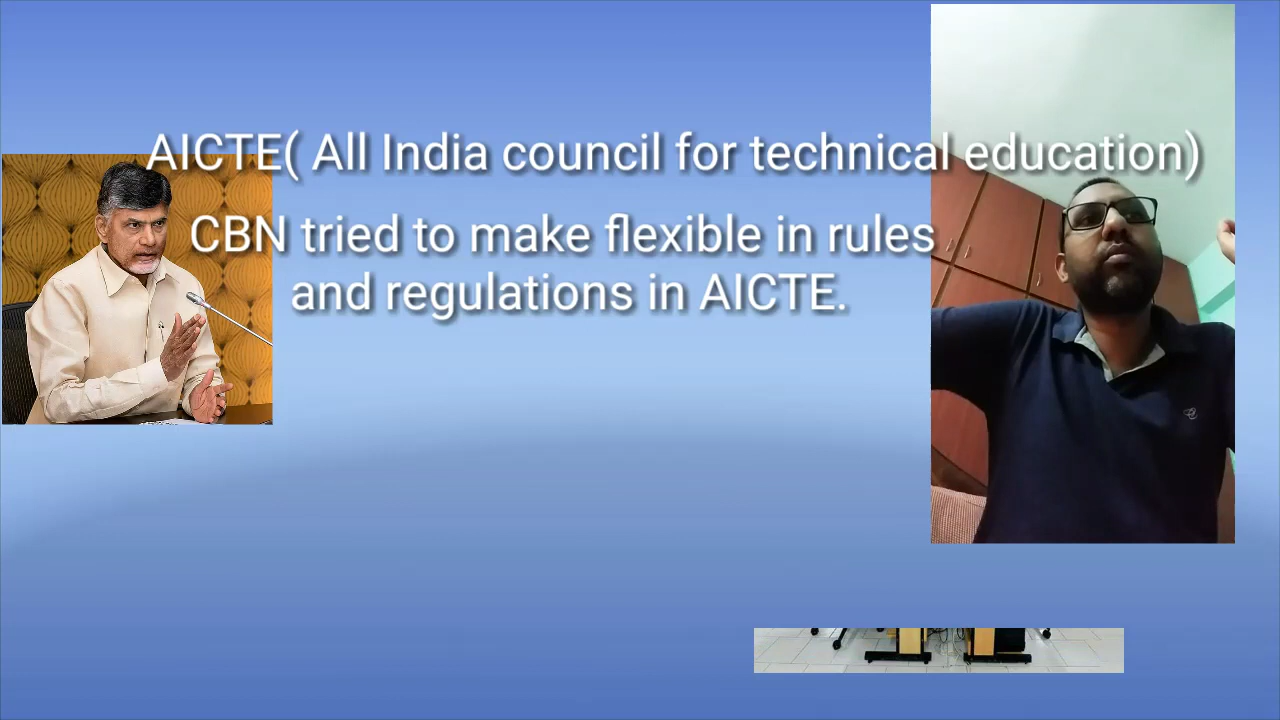 AICTE( All India council for technical education)
CBN tried to make flexible in rules
and regulations in AICTE.